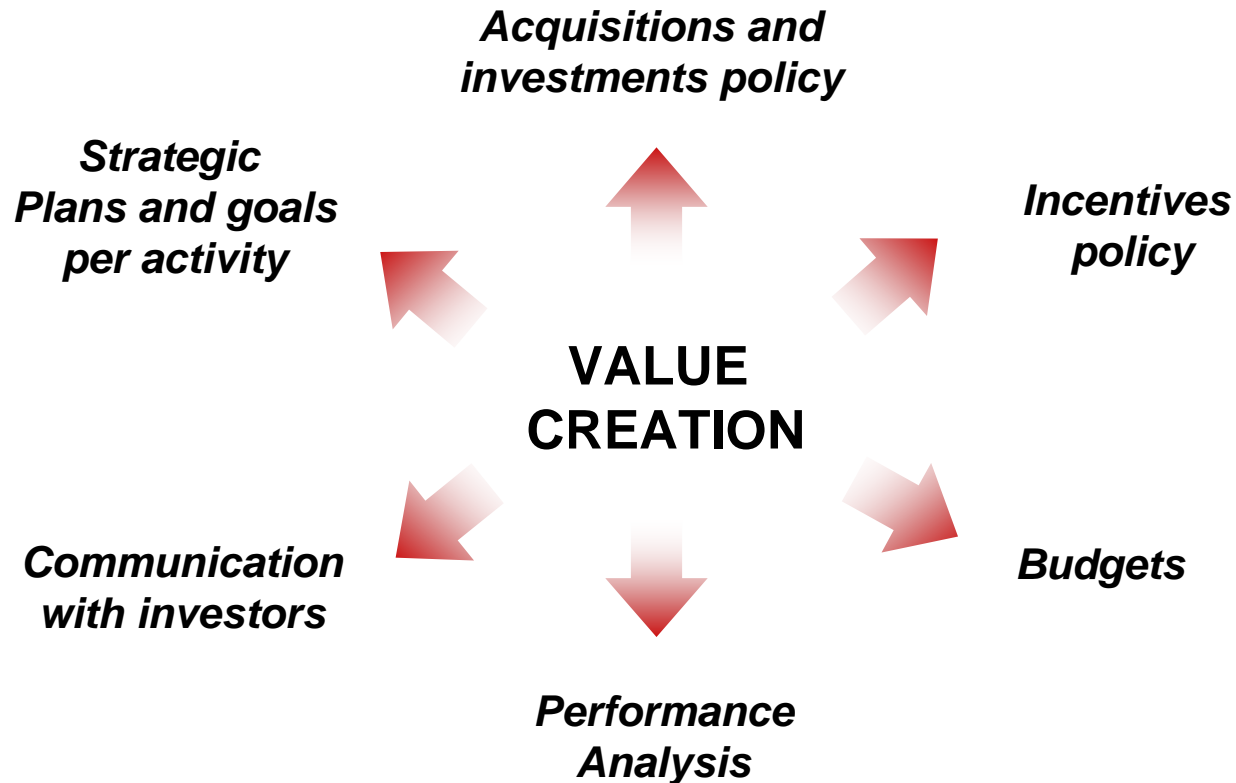 Acquisitions and
investments policy
Strategic
Plans and goals
per activity
Incentives
policy
VALUE
CREATION
Communication
with investors
Budgets
Performance
Analysis